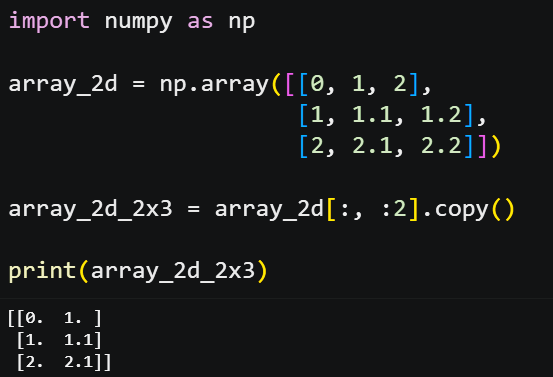 import numpy as np
array_2d = np.array([[0, 1, 2],
[1, 1.1, 1.2],
[2, 2.1, 2.2]])
array_2d_2x3 = array_2d[:, :2].copy()
print(array_2d_2x3)
[[0.  1. ]
 [1.  1.1]
 [2.  2.1]]